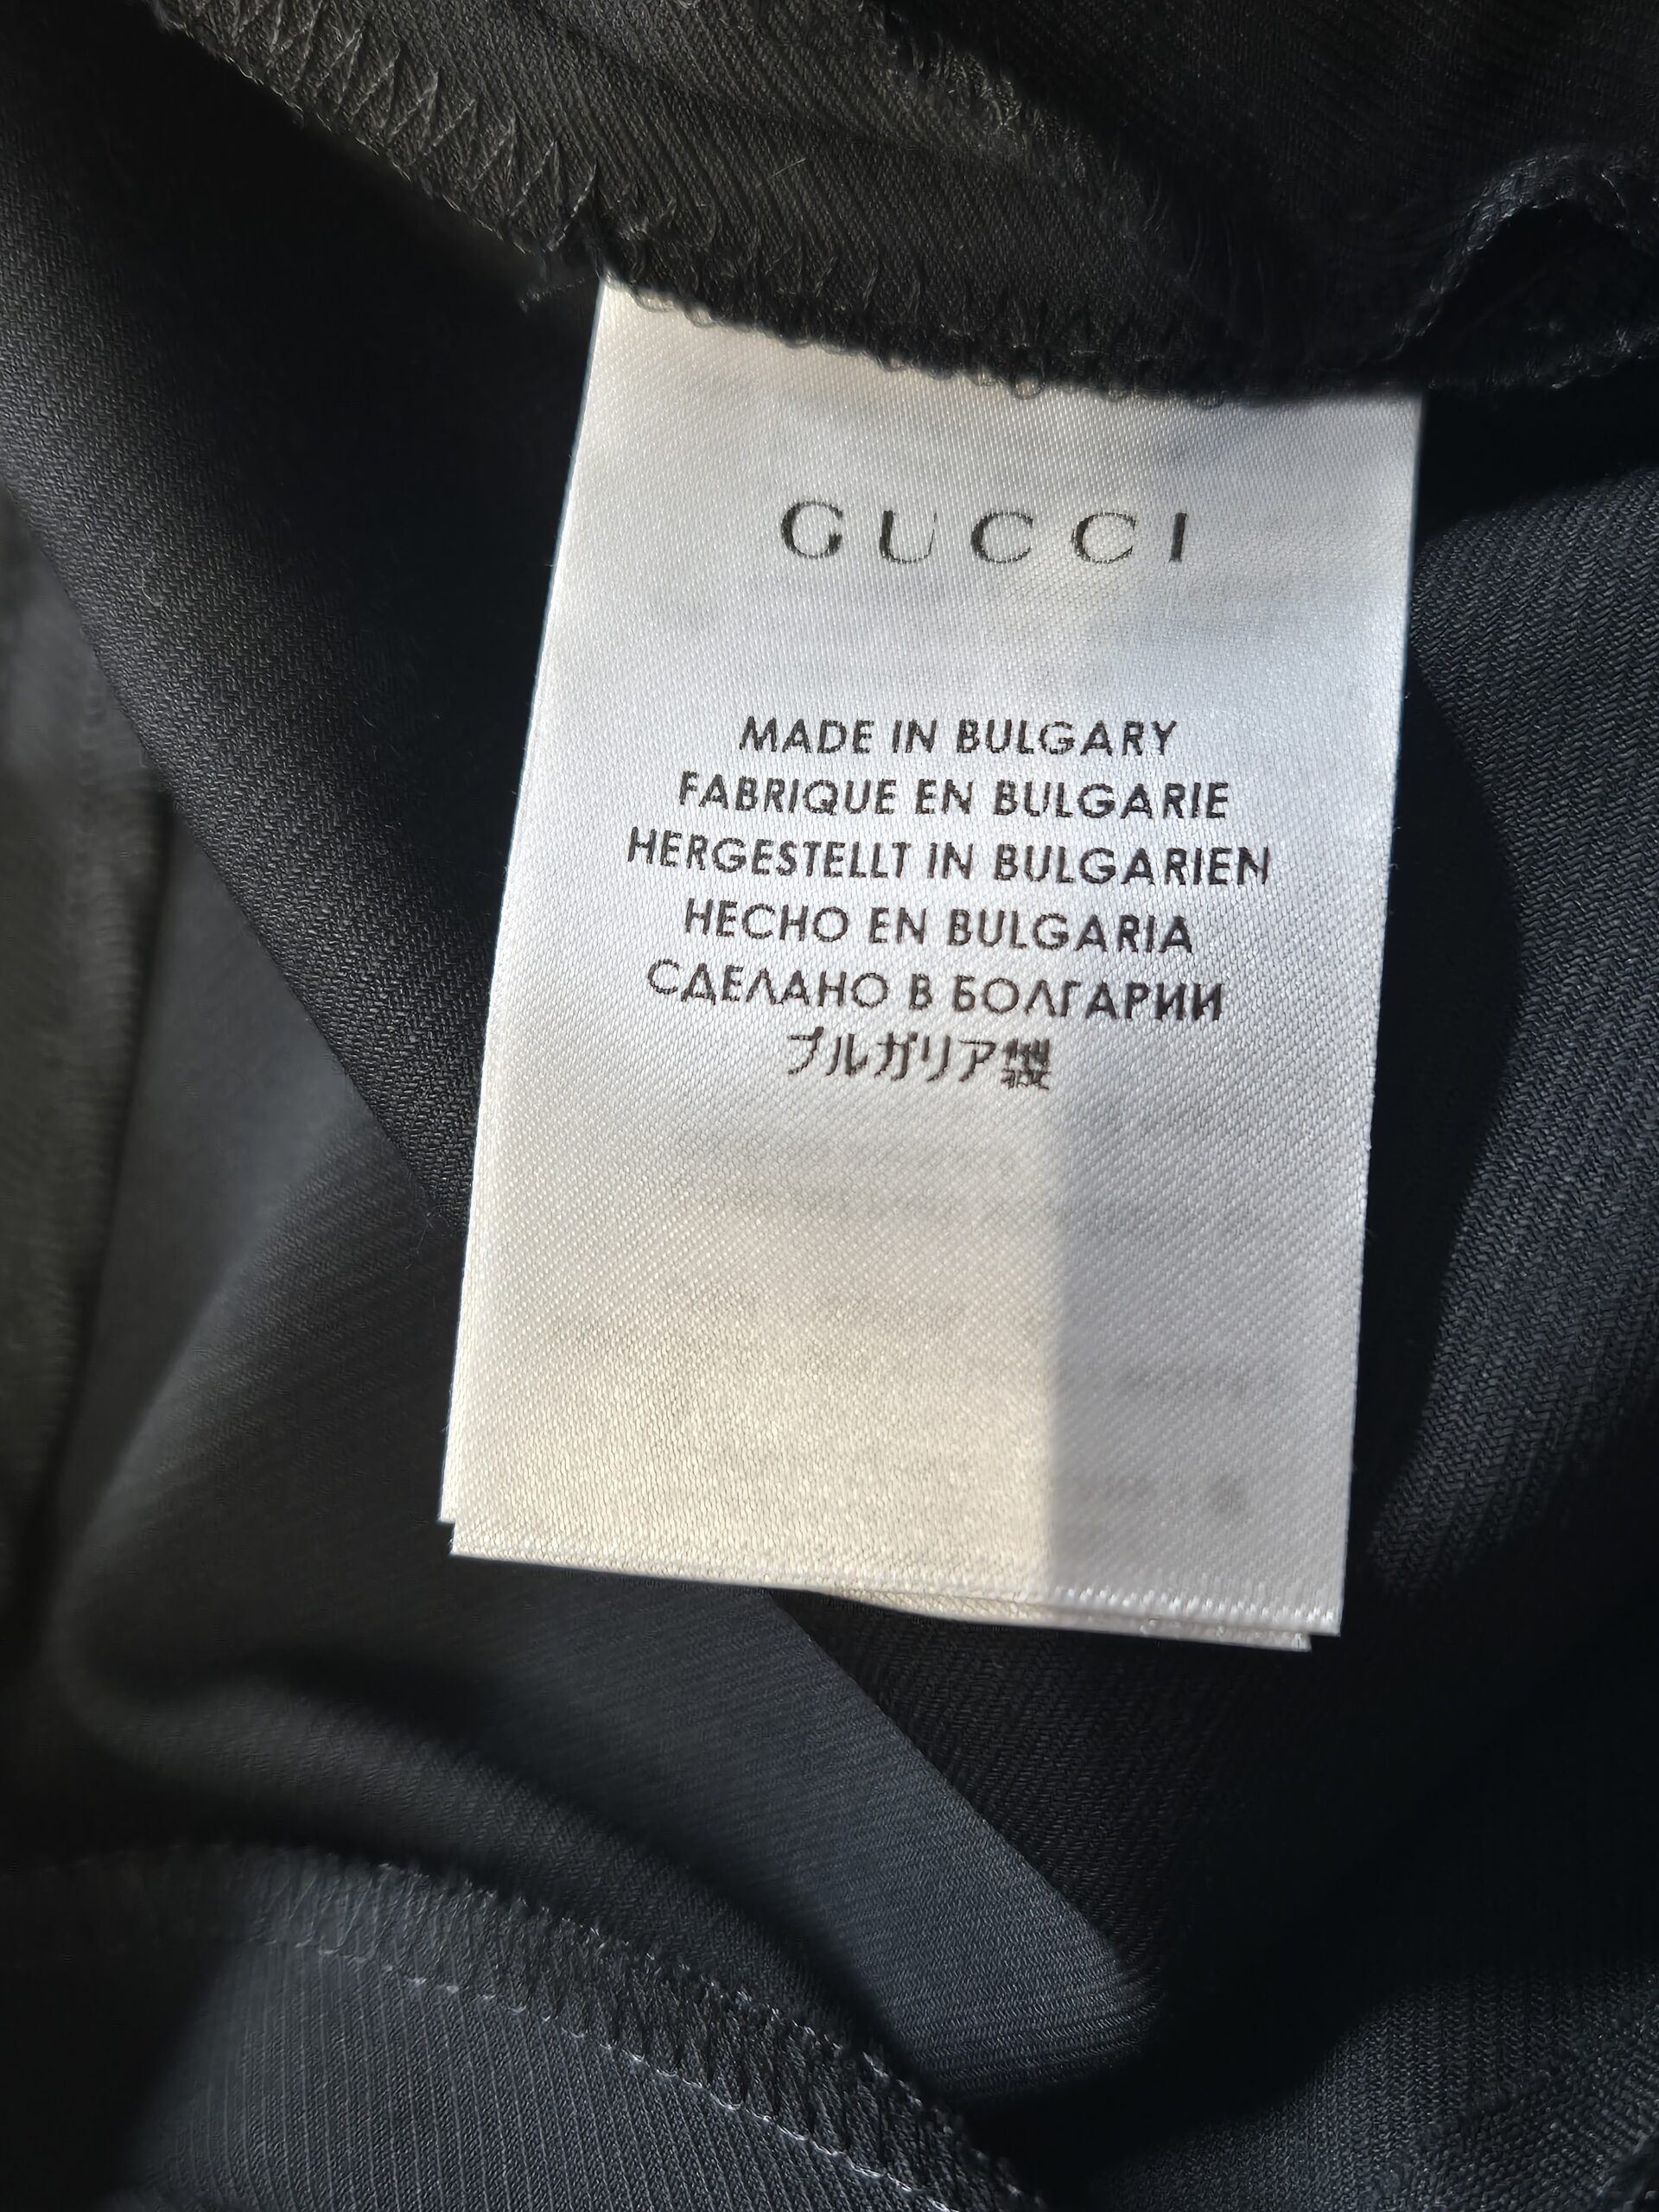 GUCCI
MADE IN BULGARY
FABRIQUE EN BULGARIE
HERGESTELLT IN BULGARIEN
HECHO EN BULGARIA
СДЕЛАНО В БОЛГАРИИ
ブルガリア製